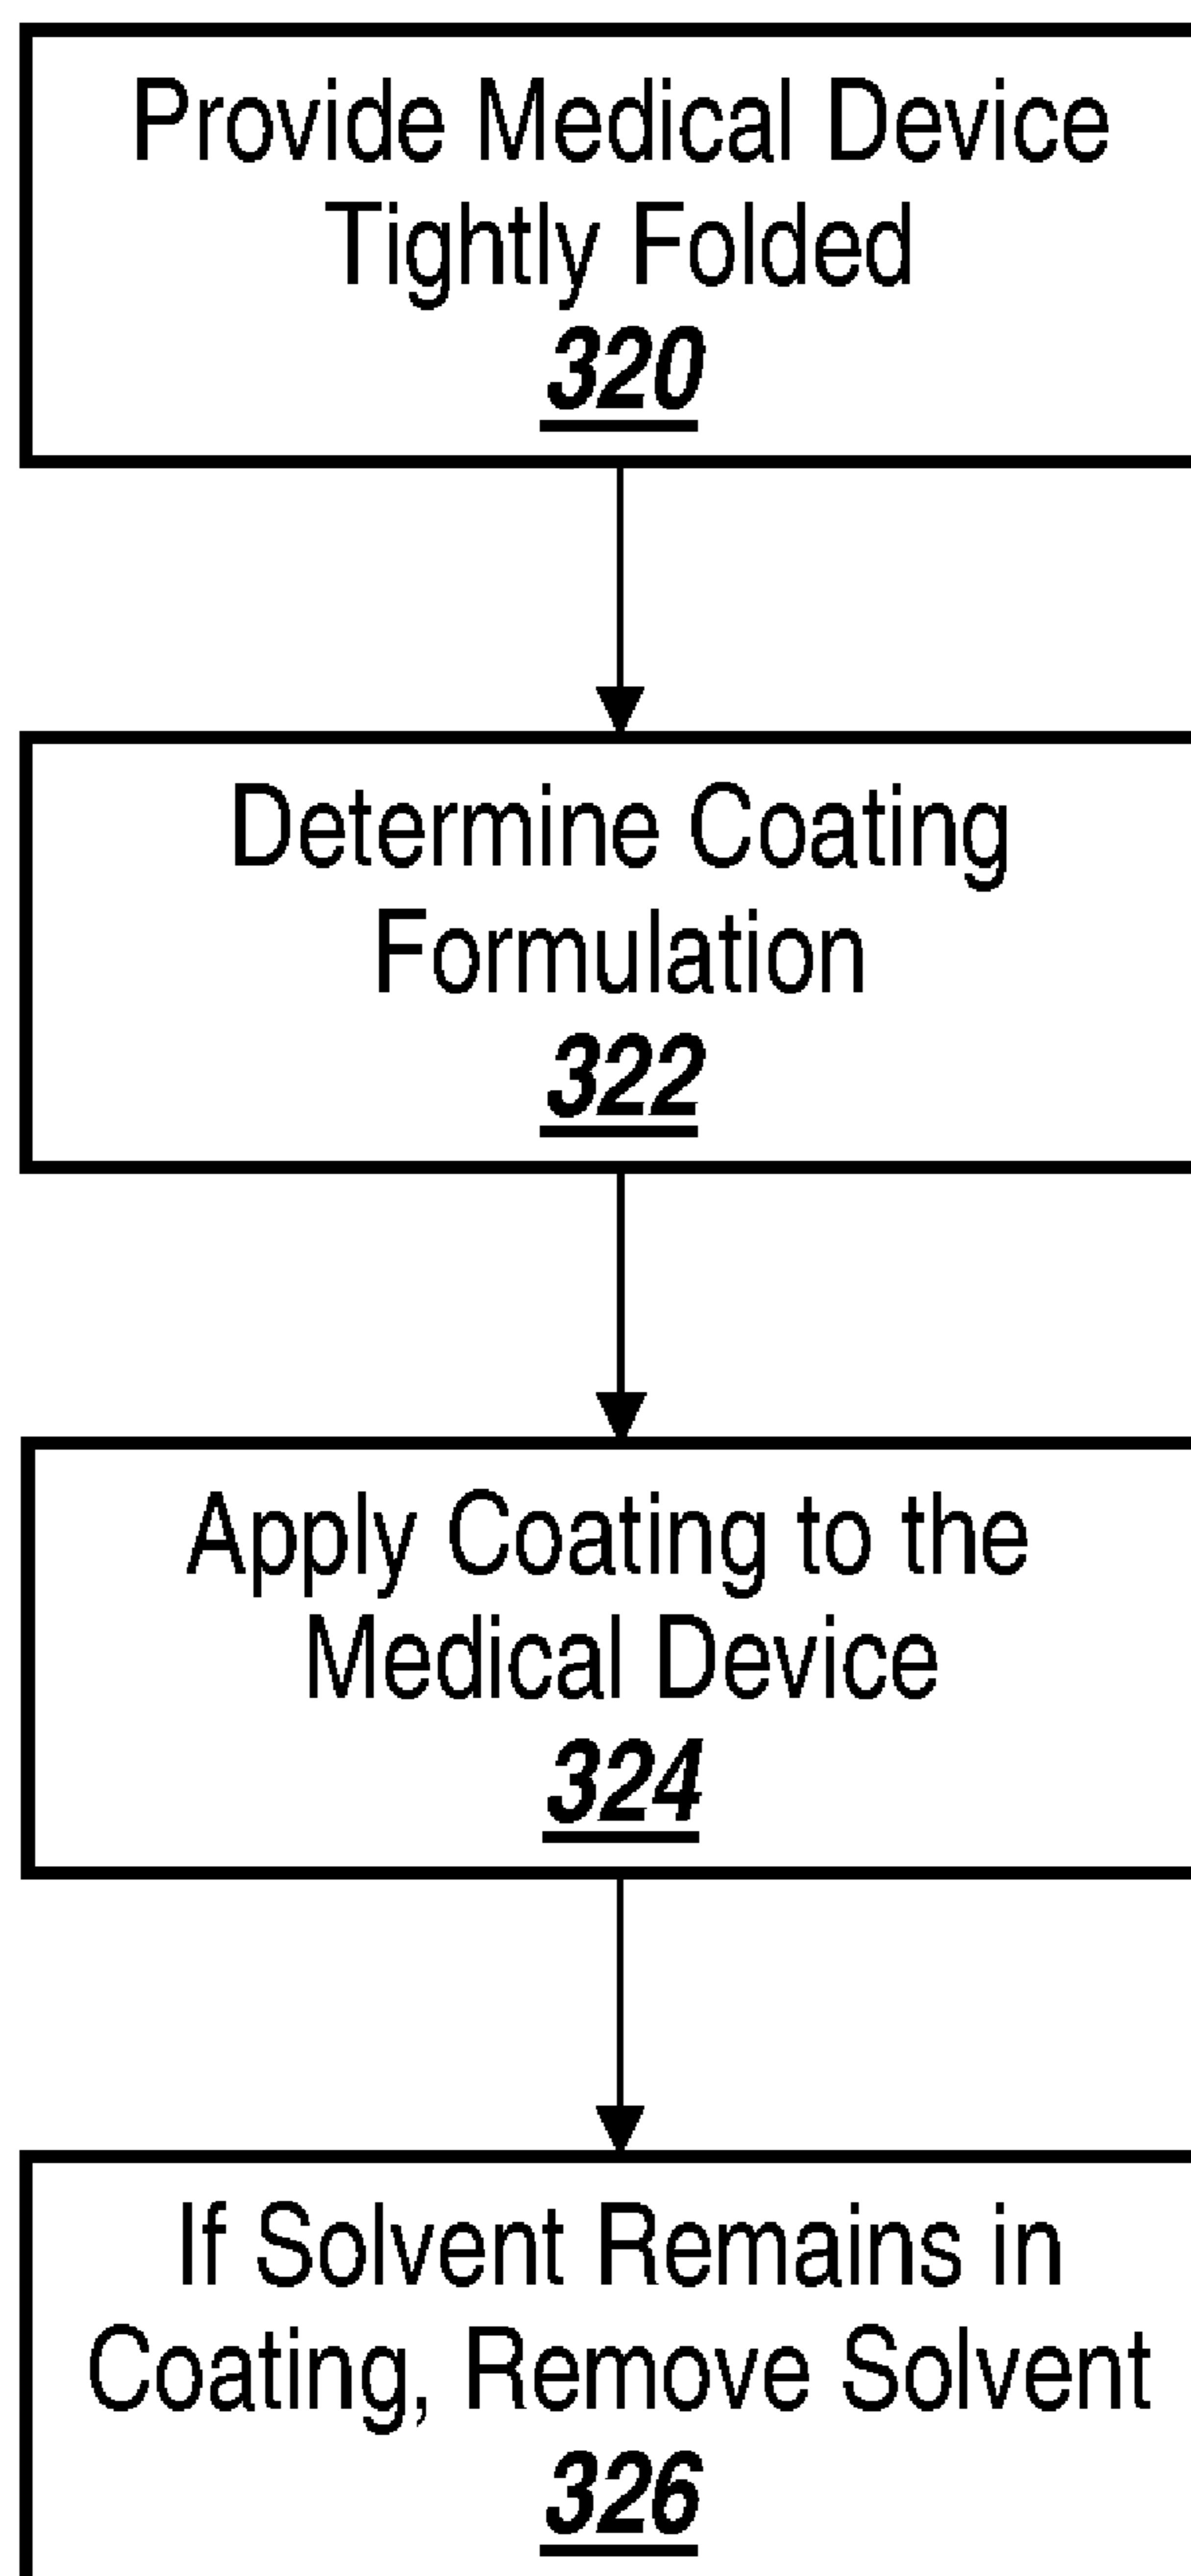 Provide Medical Device
Tightly Folded
320
Determine Coating
Formulation
322
Apply Coating to the
Medical Device
324
If Solvent Remains in
Coating, Remove Solvent
326